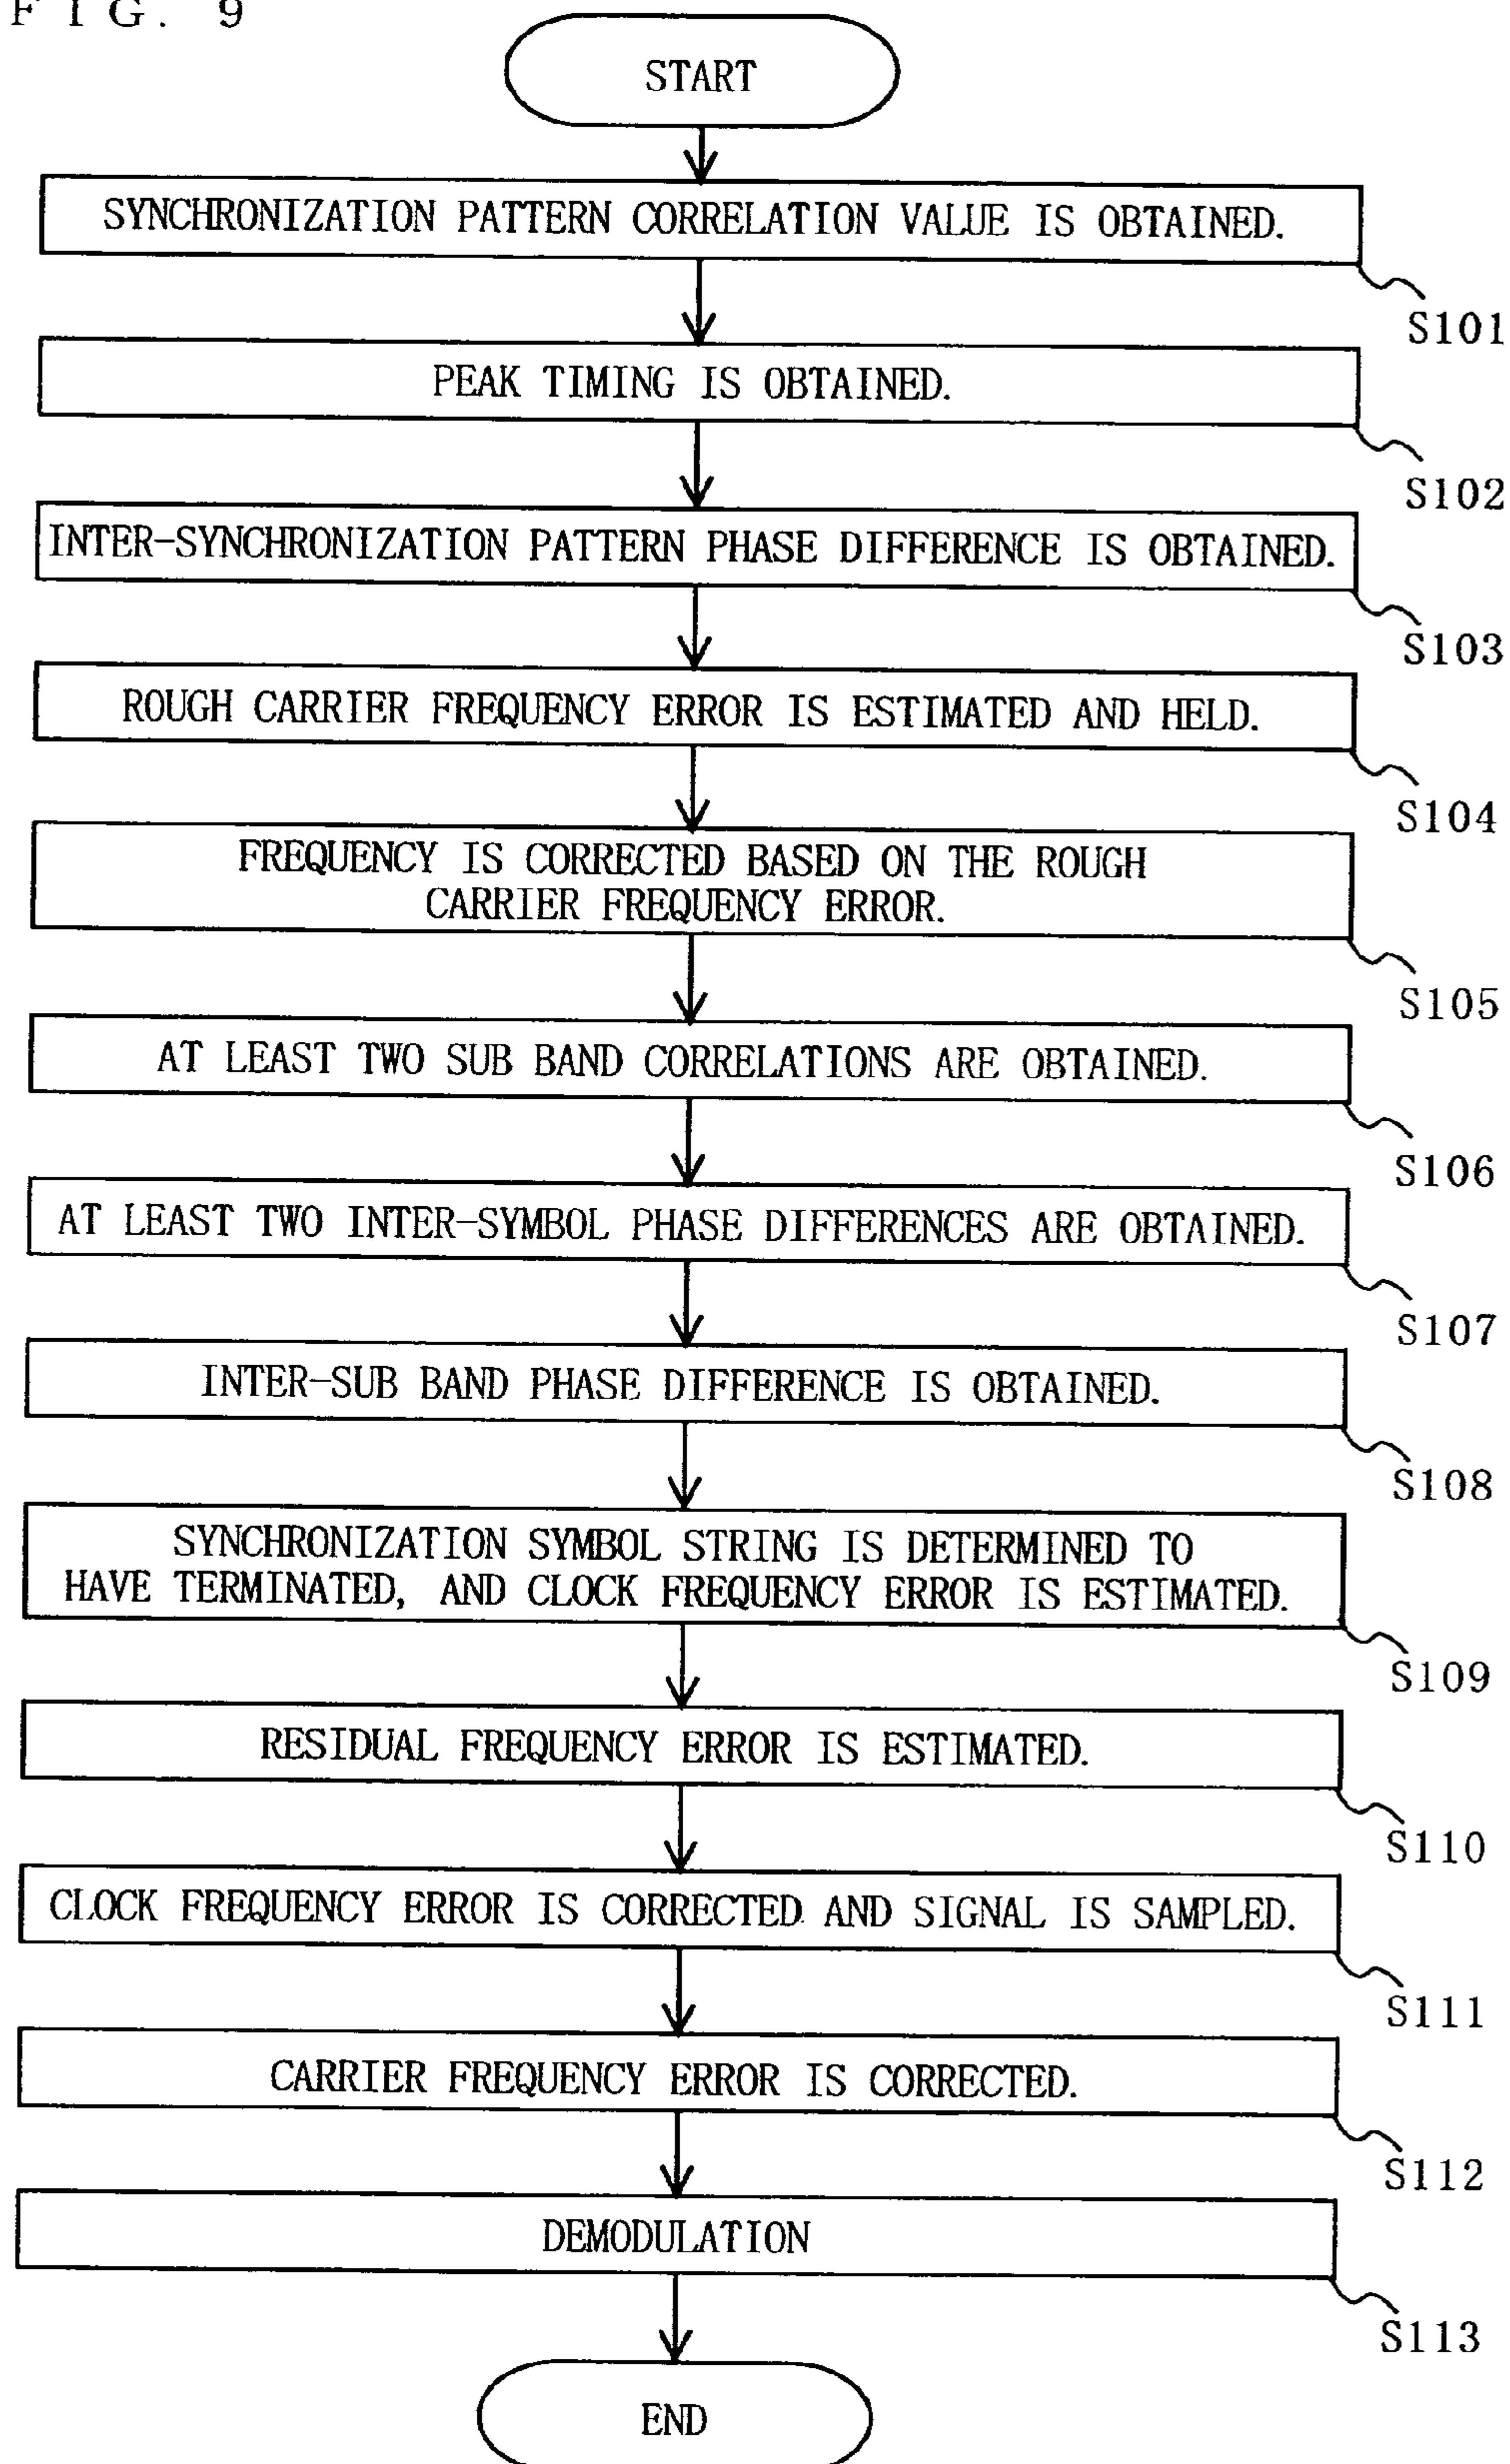 FIG. 9
START
SYNCHRONIZATION PATTERN CORRELATION VALUE IS OBTAINED.
S101
PEAK TIMING IS OBTAINED.
S102
INTER-SYNCHRONIZATION PATTERN PHASE DIFFERENCE IS OBTAINED.
S103
ROUGH CARRIER FREQUENCY ERROR IS ESTIMATED AND HELD.
S104
FREQUENCY IS CORRECTED BASED ON THE ROUGH
CARRIER FREQUENCY ERROR.
S105
AT LEAST TWO SUB BAND CORRELATIONS ARE OBTAINED.
S106
AT LEAST TWO INTER-SYMBOL PHASE DIFFERENCES ARE OBTAINED.
S107
INTER-SUB BAND PHASE DIFFERENCE IS OBTAINED.
S108
SYNCHRONIZATION SYMBOL STRING IS DETERMINED TO
HAVE TERMINATED, AND CLOCK FREQUENCY ERROR IS ESTIMATED.
S109
RESIDUAL FREQUENCY ERROR IS ESTIMATED.
S110
CLOCK FREQUENCY ERROR IS CORRECTED AND SIGNAL IS SAMPLED.
S111
CARRIER FREQUENCY ERROR IS CORRECTED.
S112
DEMODULATION
S113
END